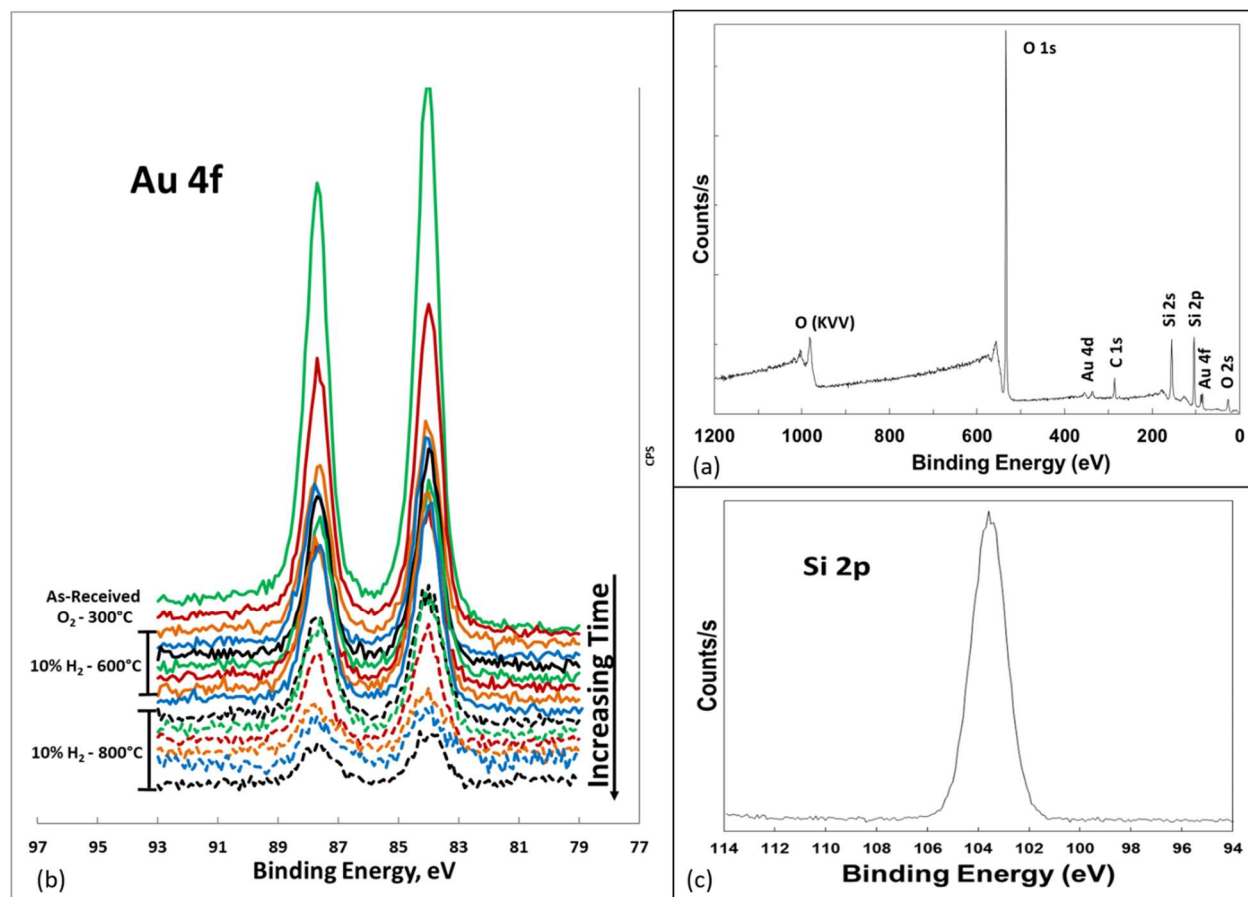 Au 4f
As-Received
O₂ - 300°C
10% H₂ - 600°C
10% H₂ - 800°C
Increasing Time
CPS
97 95 93 91 89 87 85 83 81 79 77
Binding Energy, eV
(b)
Counts/s
O 1s
O (KVV)
Au 4d
C 1s
Si 2s
Si 2p
Au 4f
O 2s
1200 1000 800 600 400 200 0
Binding Energy (eV)
(a)
Counts/s
Si 2p
114 112 110 108 106 104 102 100 98 96 94
Binding Energy (eV)
(c)